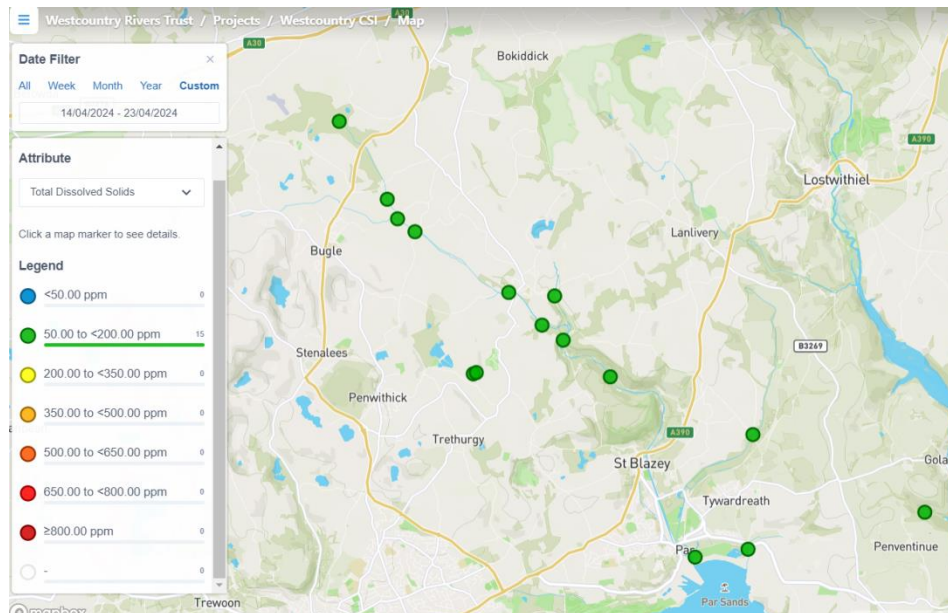 Westcountry Rivers Trust / Projects / Westcountry CSI / Map
Date Filter
×
All Week Month Year Custom
14/04/2024 - 23/04/2024
Attribute
Total Dissolved Solids
Click a map marker to see details.
Legend
<50.00 ppm 0
50.00 to <200.00 ppm 15
200.00 to <350.00 ppm 0
350.00 to <500.00 ppm 0
500.00 to <650.00 ppm 0
650.00 to <800.00 ppm 0
≥800.00 ppm 0
- 0
mapbox
A30
A30
Bokiddick
A390
Lostwithiel
Lanlivery
Bugle
B3269
Stenalees
Penwithick
Trethurgy
A390
St Blazey
Gola
Tywardreath
Penventinue
Par
Par Sands
Trewoon